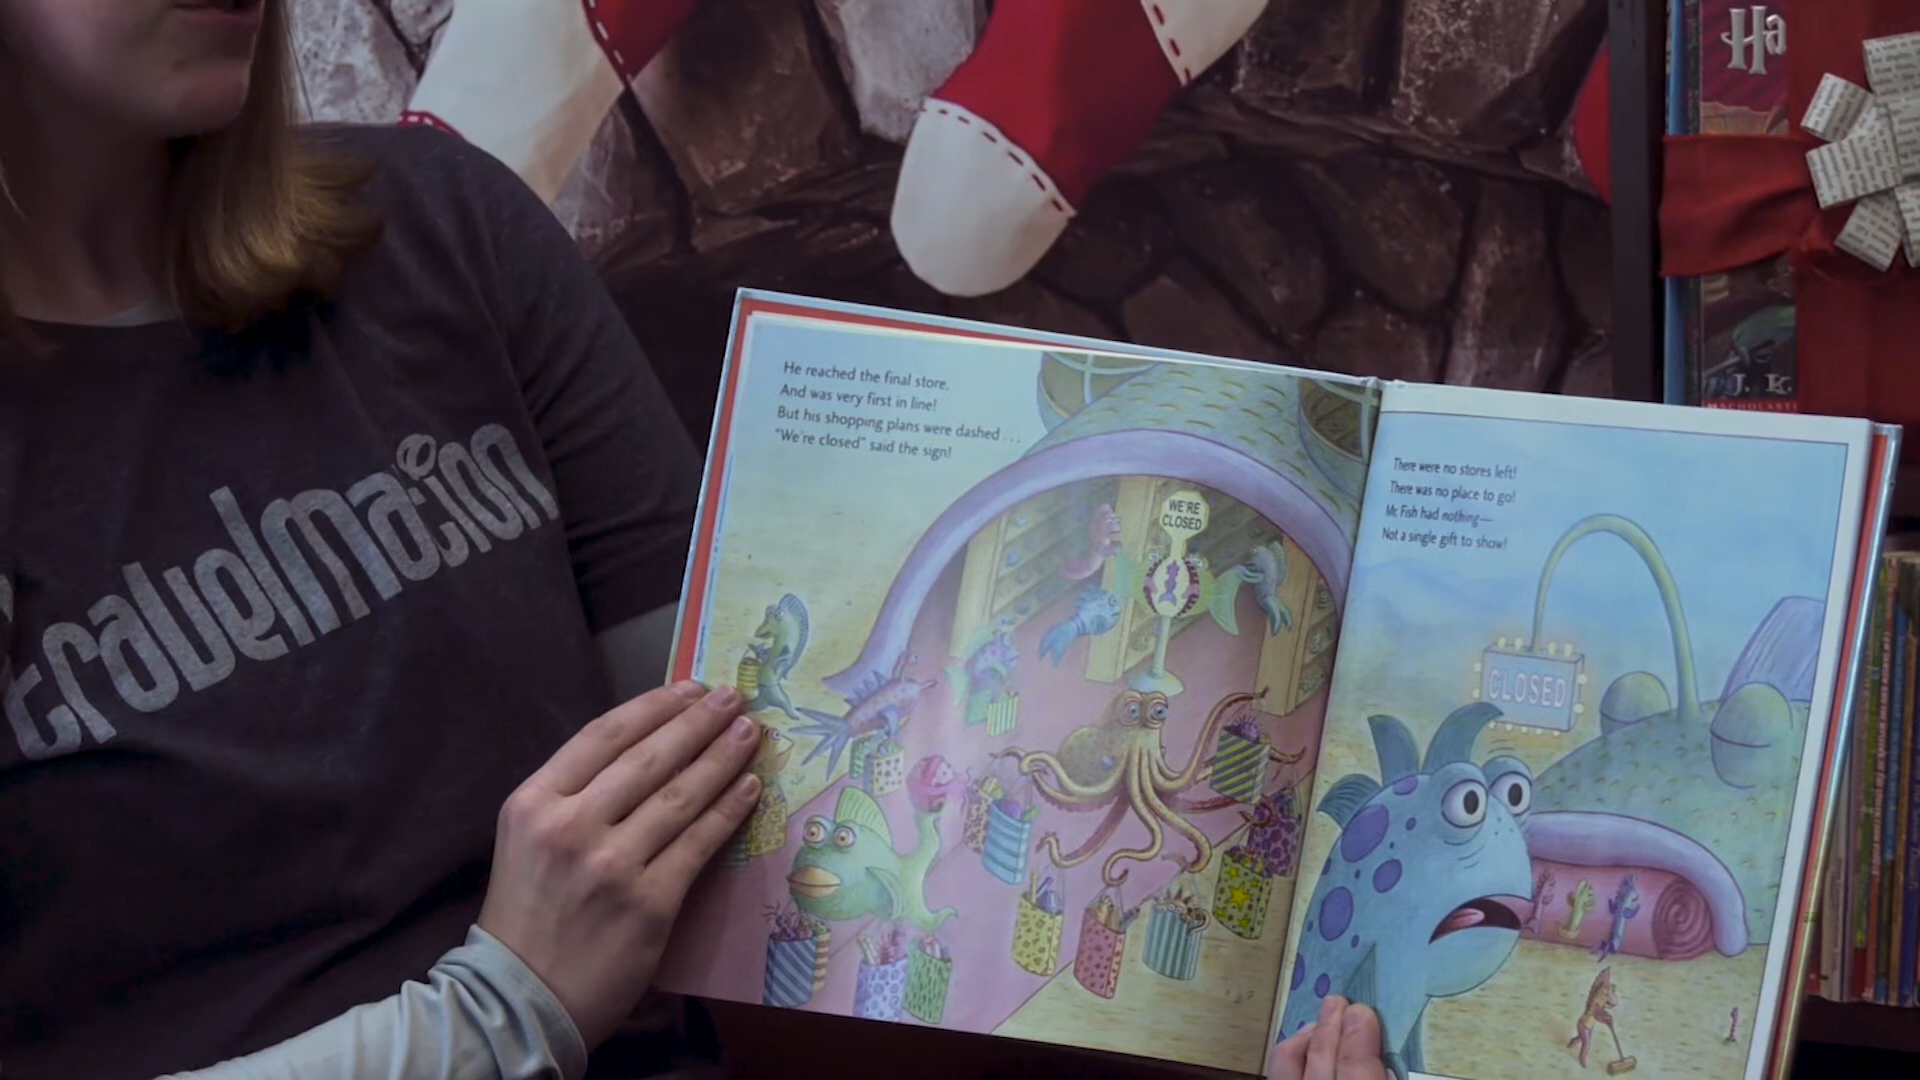 travelmation
He reached the final store.
And was very first in line!
But his shopping plans were dashed . . .
"We're closed" said the sign!
WE'RE
CLOSED
There were no stores left!
There was no place to go!
Mr. Fish had nothing—
Not a single gift to show!
CLOSED
Ha
J. K.
SCHOLASTI